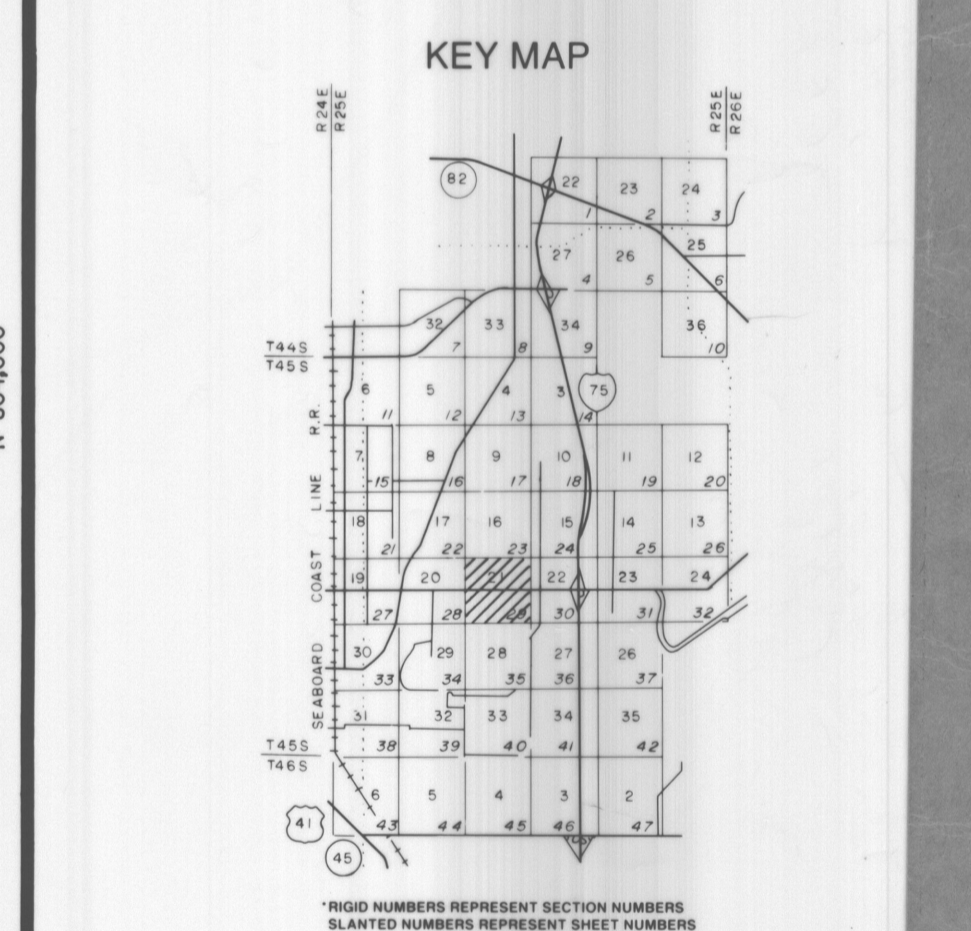 KEY MAP
R24E
R25E
R25E
R26E
82
22 23 24
1 2 3
27 26 25
4 5 6
32 33 34 36
7 8 9 10
T44S
T45S
6 5 4 3 75
11 12 13 14
7 8 9 10 11 12
15 16 17 18 19 20
18 17 16 15 14 13
21 22 23 24 25 26
19 20 21 22 23 24
27 28 29 30 31 32
30 29 28 27 26
33 34 35 36 37
31 32 33 34 35
38 39 40 41 42
SEABOARD COAST LINE R.R.
T45S
T46S
6 5 4 3 2
43 44 45 46 47
41
45
*RIGID NUMBERS REPRESENT SECTION NUMBERS
SLANTED NUMBERS REPRESENT SHEET NUMBERS